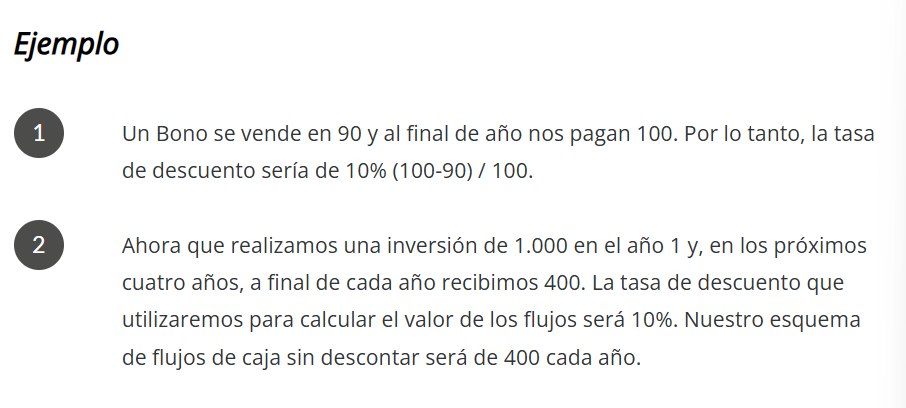 Ejemplo
1
Un Bono se vende en 90 y al final de año nos pagan 100. Por lo tanto, la tasa
de descuento sería de 10% (100-90) / 100.
2
Ahora que realizamos una inversión de 1.000 en el año 1 y, en los próximos
cuatro años, a final de cada año recibimos 400. La tasa de descuento que
utilizaremos para calcular el valor de los flujos será 10%. Nuestro esquema
de flujos de caja sin descontar será de 400 cada año.